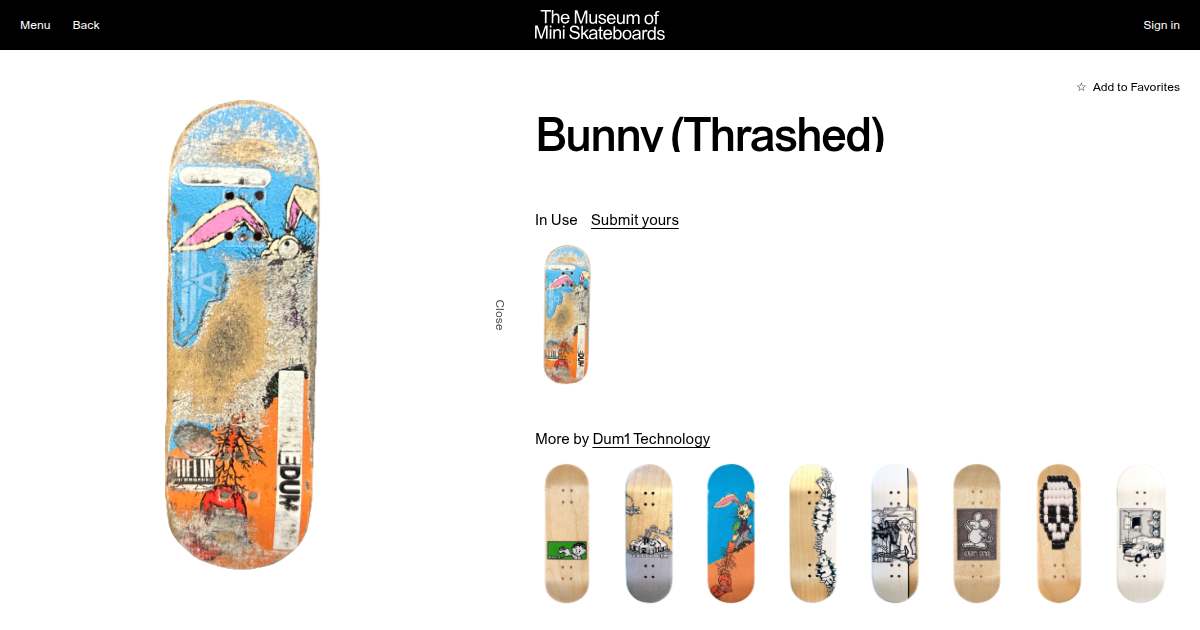 Menu
Back
The Museum of
Mini Skateboards
Sign in
☆ Add to Favorites
Bunny (Thrashed)
In Use
Submit yours
Close
More by Dum1 Technology